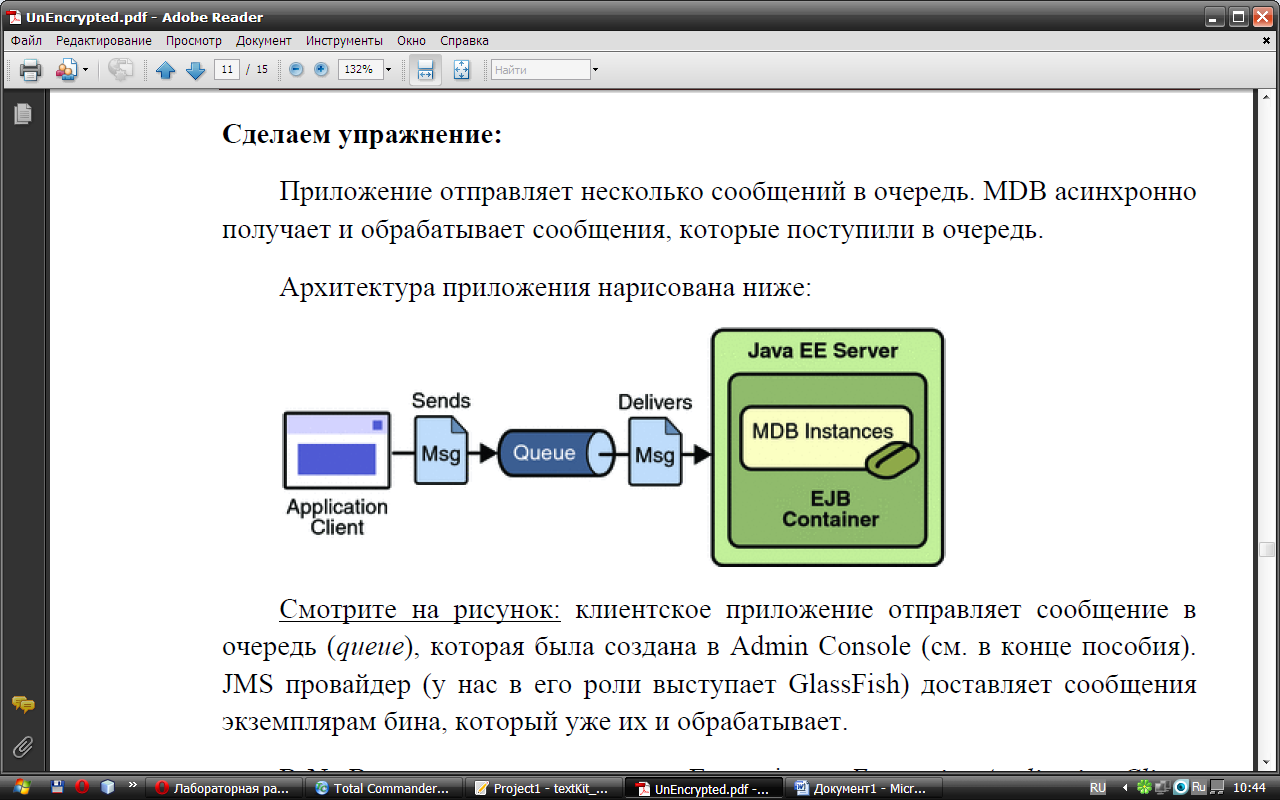 UnEncrypted.pdf - Adobe Reader
Файл Редактирование Просмотр Документ Инструменты Окно Справка
11 / 15 132% Найти
Сделаем упражнение:
Приложение отправляет несколько сообщений в очередь. MDB асинхронно
получает и обрабатывает сообщения, которые поступили в очередь.
Архитектура приложения нарисована ниже:
Java EE Server
Sends
Delivers
MDB Instances
Msg
Queue
Msg
EJB
Container
Application
Client
Смотрите на рисунок: клиентское приложение отправляет сообщение в
очередь (queue), которая была создана в Admin Console (см. в конце пособия).
JMS провайдер (у нас в его роли выступает GlassFish) доставляет сообщения
экземплярам бина, который уже их и обрабатывает.
Лабораторная ра... Total Commander... Project1 - textKit_... UnEncrypted.pdf -... Документ1 - Micr... RU Ru 10:44